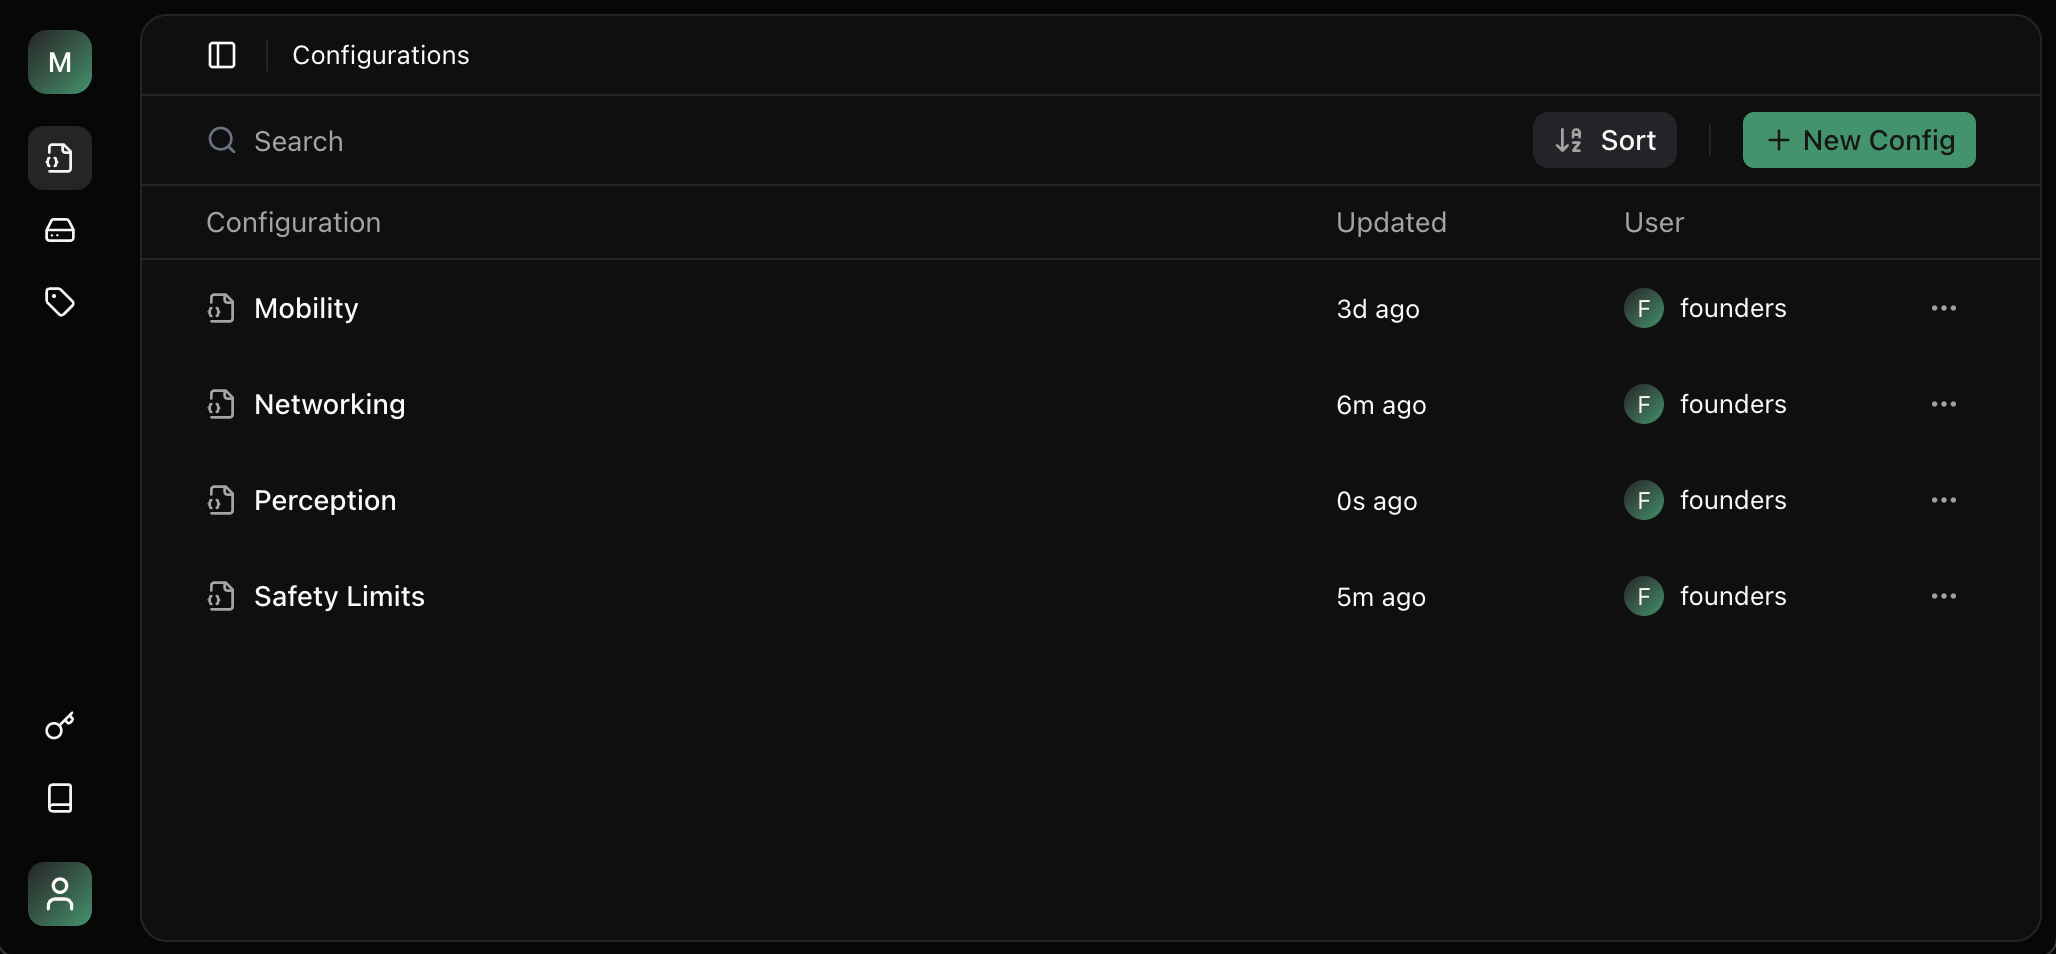 M
Configurations
Search
Sort
New Config
Configuration Updated User
Mobility 3d ago F founders
Networking 6m ago F founders
Perception 0s ago F founders
Safety Limits 5m ago F founders